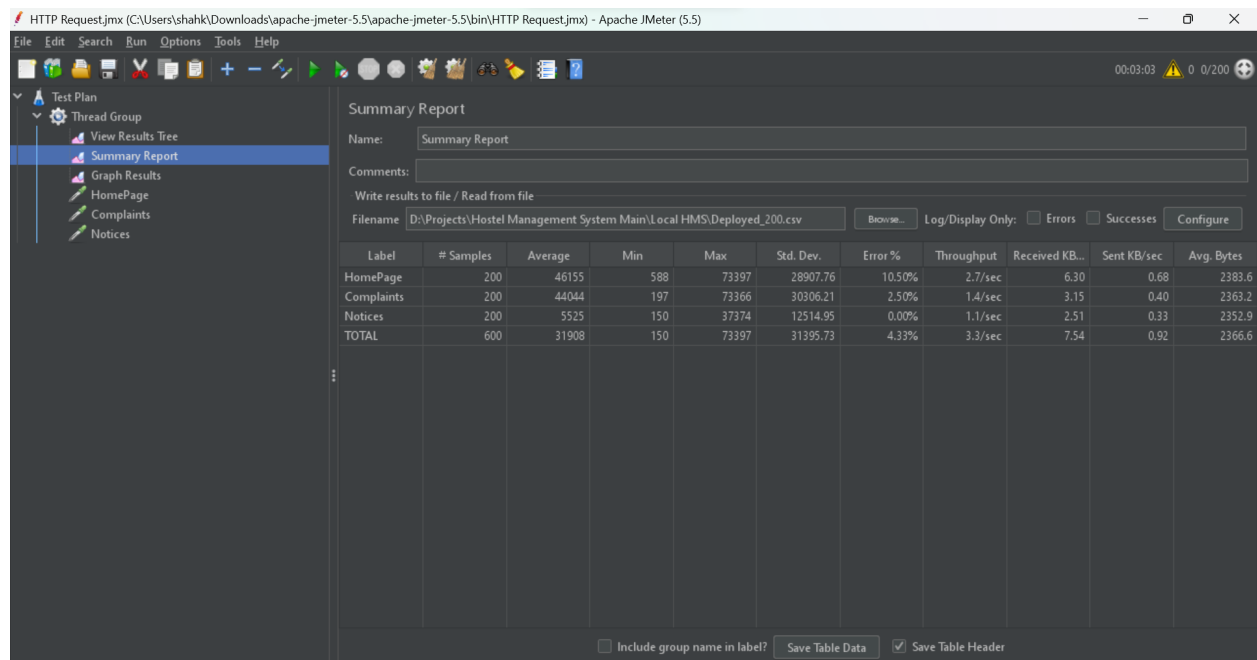 HTTP Request.jmx (C:\Users\shahk\Downloads\apache-jmeter-5.5\apache-jmeter-5.5\bin\HTTP Request.jmx) - Apache JMeter (5.5)
File Edit Search Run Options Tools Help
00:03:03 0 0/200
Test Plan
Thread Group
View Results Tree
Summary Report
Graph Results
HomePage
Complaints
Notices
Summary Report
Name: Summary Report
Comments:
Write results to file / Read from file
Filename D:\Projects\Hostel Management System Main\Local HMS\Deployed_200.csv Browse... Log/Display Only: Errors Successes Configure
Label # Samples Average Min Max Std. Dev. Error % Throughput Received KB... Sent KB/sec Avg. Bytes
HomePage 200 46155 588 73397 28907.76 10.50% 2.7/sec 6.30 0.68 2383.6
Complaints 200 44044 197 73366 30306.21 2.50% 1.4/sec 3.15 0.40 2363.2
Notices 200 5525 150 37374 12514.95 0.00% 1.1/sec 2.51 0.33 2352.9
TOTAL 600 31908 150 73397 31395.73 4.33% 3.3/sec 7.54 0.92 2366.6
Include group name in label? Save Table Data Save Table Header